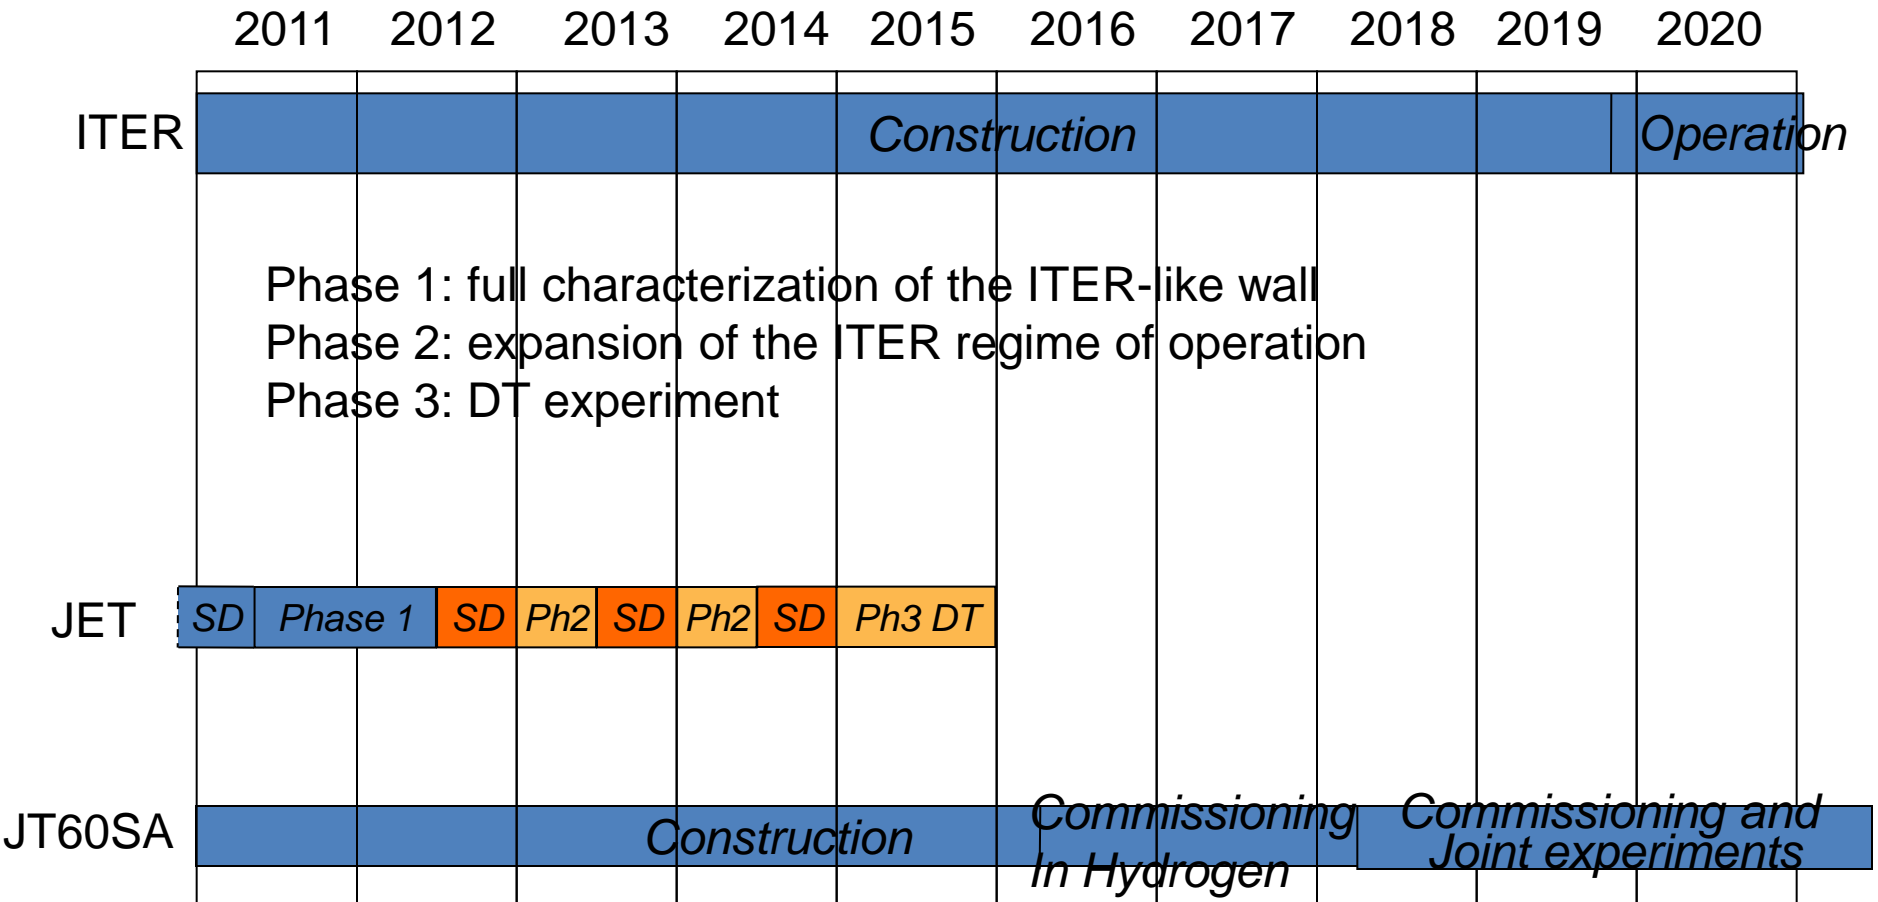 2011 2012 2013 2014 2015 2016 2017 2018 2019 2020
ITER Construction Operation
Phase 1: full characterization of the ITER-like wall
Phase 2: expansion of the ITER regime of operation
Phase 3: DT experiment
JET SD Phase 1 SD Ph2 SD Ph2 SD Ph3 DT
JT60SA Construction
Commissioning
In Hydrogen
Commissioning and
Joint experiments